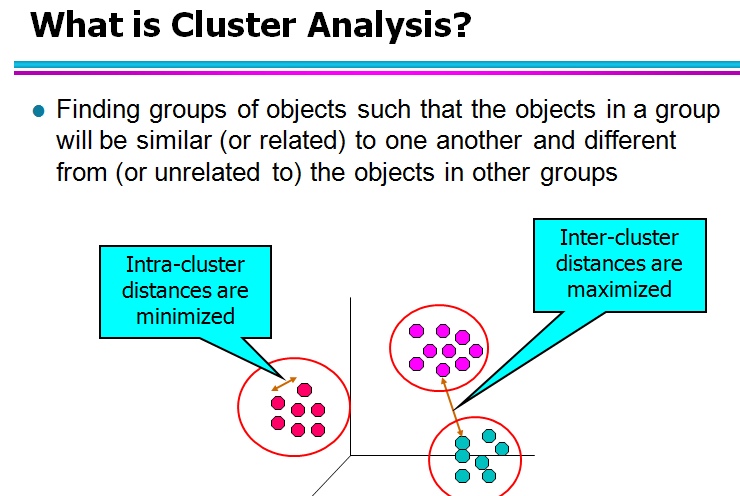 What is Cluster Analysis?
Finding groups of objects such that the objects in a group
will be similar (or related) to one another and different
from (or unrelated to) the objects in other groups
Intra-cluster
distances are
minimized
Inter-cluster
distances are
maximized